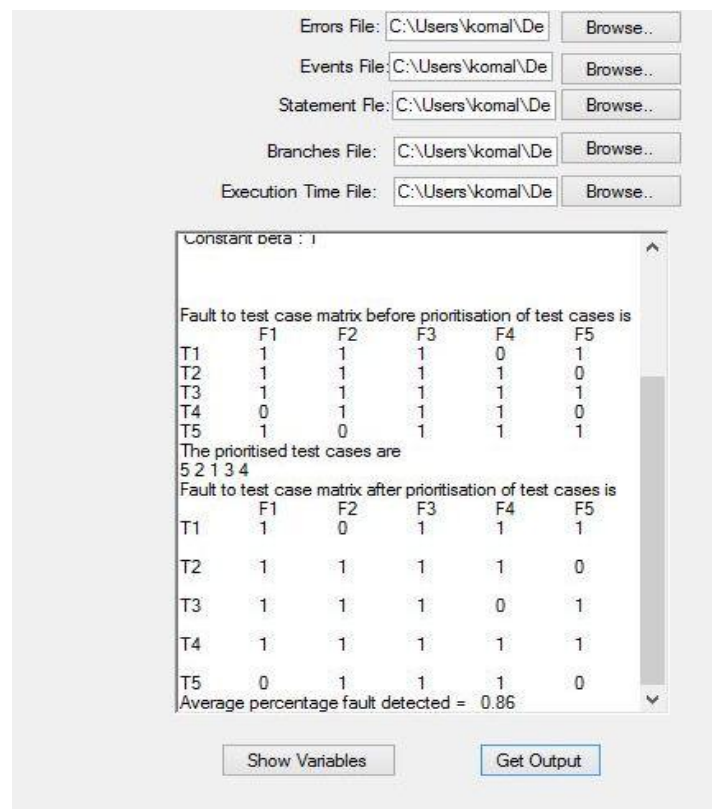 Errors File: C:\Users\komal\De Browse..
Events File: C:\Users\komal\De Browse..
Statement Fle: C:\Users\komal\De Browse..
Branches File: C:\Users\komal\De Browse..
Execution Time File: C:\Users\komal\De Browse..
Constant beta : 1
Fault to test case matrix before prioritisation of test cases is
F1 F2 F3 F4 F5
T1 1 1 1 0 1
T2 1 1 1 1 0
T3 1 1 1 1 1
T4 0 1 1 1 0
T5 1 0 1 1 1
The prioritised test cases are
5 2 1 3 4
Fault to test case matrix after prioritisation of test cases is
F1 F2 F3 F4 F5
T1 1 0 1 1 1
T2 1 1 1 1 0
T3 1 1 1 0 1
T4 1 1 1 1 1
T5 0 1 1 1 0
Average percentage fault detected = 0.86
Show Variables Get Output